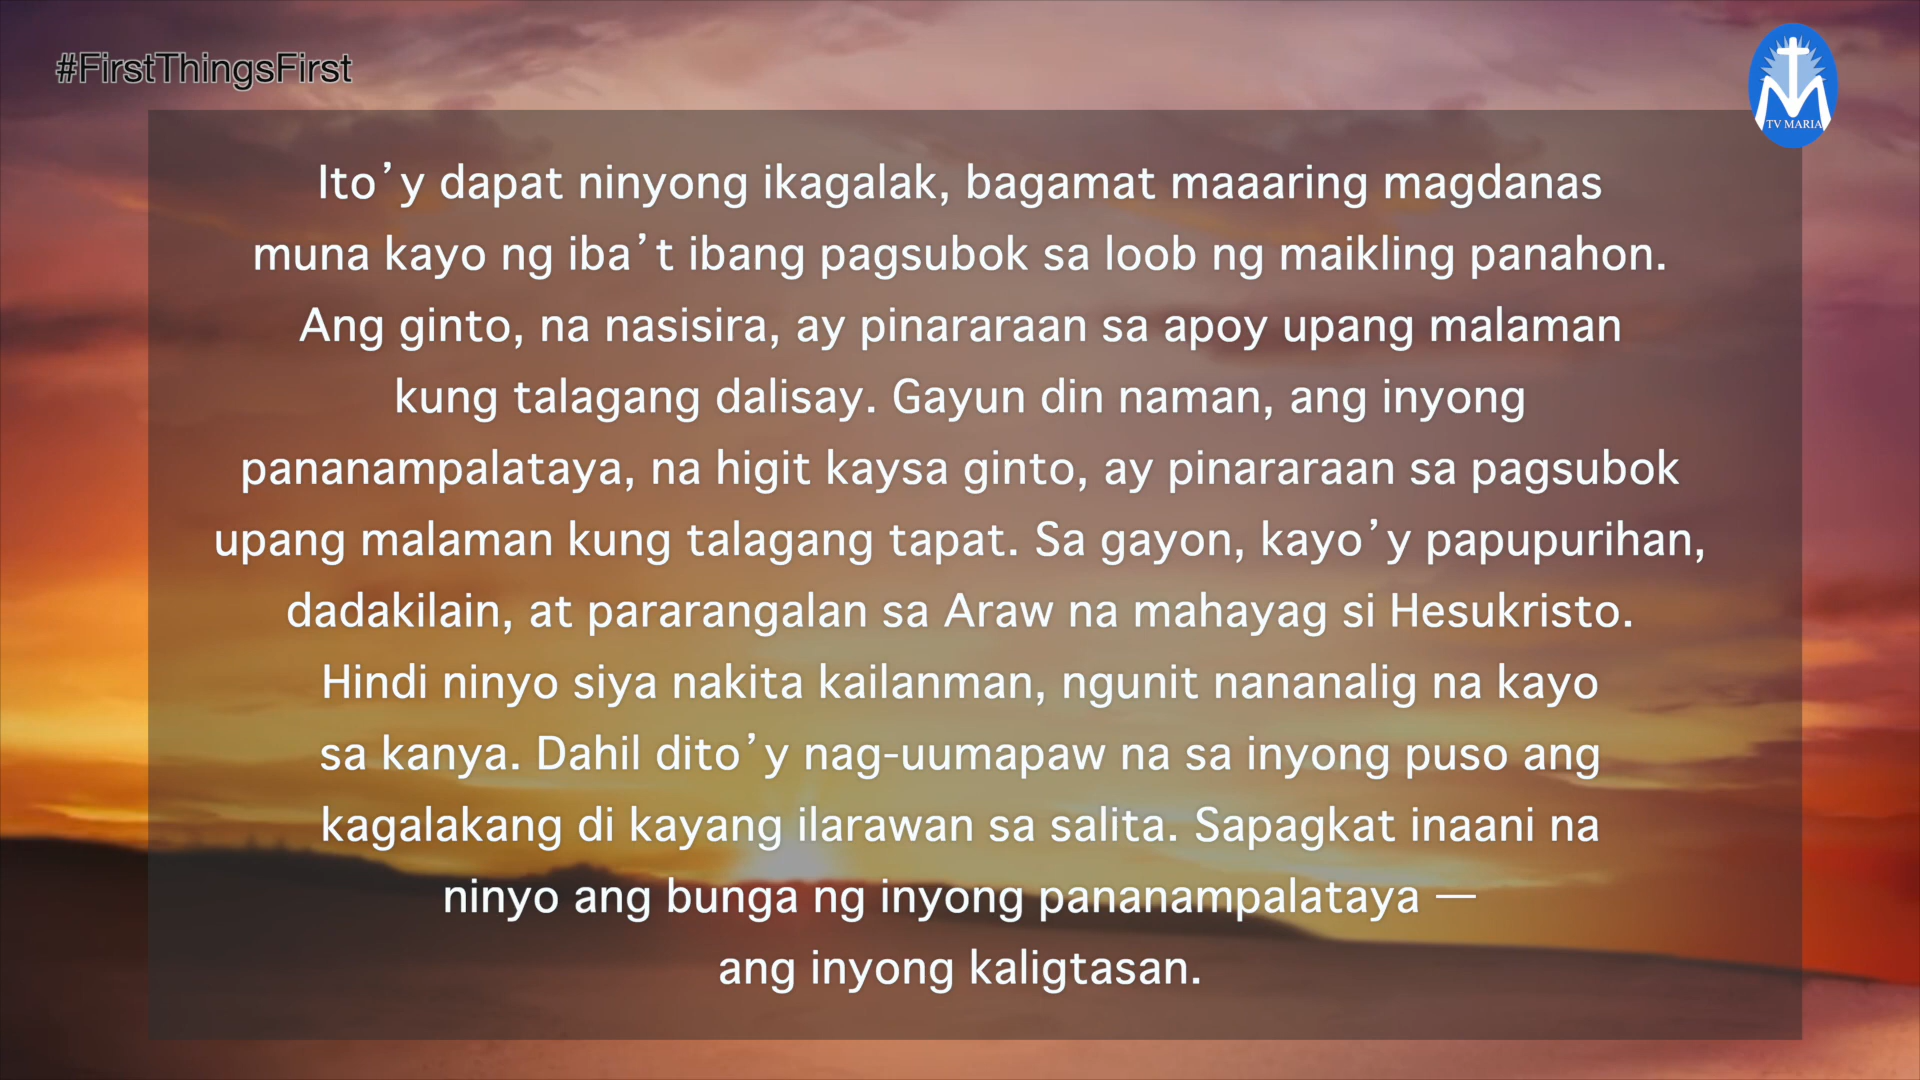 #FirstThingsFirst
TV MARIA
Ito’y dapat ninyong ikagalak, bagamat maaaring magdanas
muna kayo ng iba’t ibang pagsubok sa loob ng maikling panahon.
Ang ginto, na nasisira, ay pinararaan sa apoy upang malaman
kung talagang dalisay. Gayun din naman, ang inyong
pananampalataya, na higit kaysa ginto, ay pinararaan sa pagsubok
upang malaman kung talagang tapat. Sa gayon, kayo’y papupurihan,
dadakilain, at pararangalan sa Araw na mahayag si Hesukristo.
Hindi ninyo siya nakita kailanman, ngunit nananalig na kayo
sa kanya. Dahil dito’y nag-uumapaw na sa inyong puso ang
kagalakang di kayang ilarawan sa salita. Sapagkat inaani na
ninyo ang bunga ng inyong pananampalataya —
ang inyong kaligtasan.